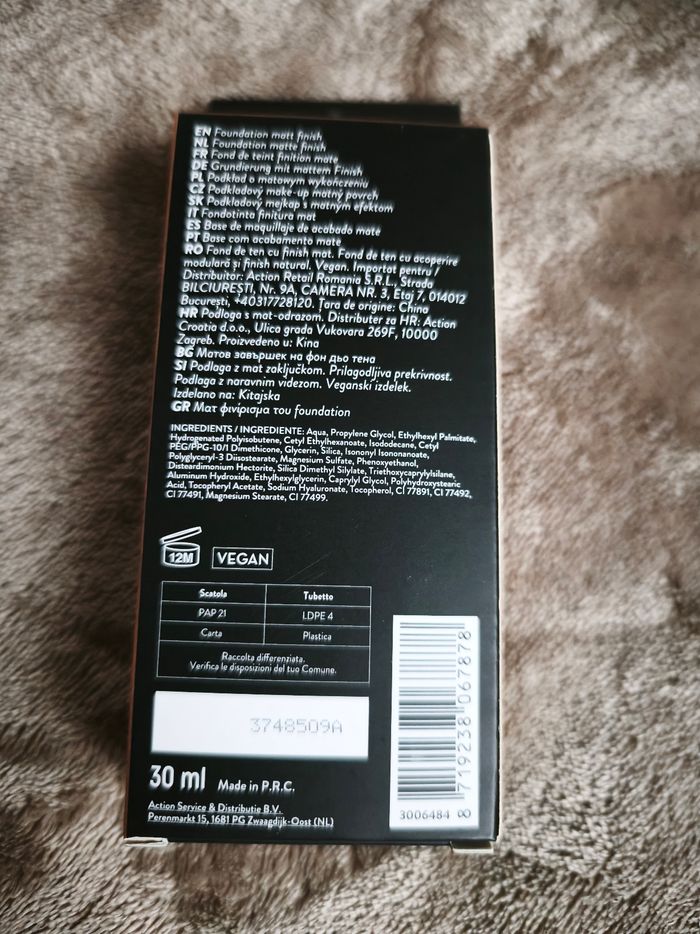 EN Foundation matt finish
NL Foundation matte finish
FR Fond de teint finition mate
DE Grundierung mit mattem Finish
PL Podkład o matowym wykończeniu
CZ Podkladový make-up matný povrch
SK Podkladový mejkap s matným efektom
IT Fondotinta finitura mat
ES Base de maquillaje de acabado mate
PT Base com acabamento mate
RO Fond de ten cu finish mat. Fond de ten cu acoperire
modulară și finish natural. Vegan. Importat pentru /
Distribuitor: Action Retail Romania S.R.L., Strada
BILCIUREȘTI, Nr. 9A, CAMERA NR. 3, Etaj 7, 014012
București, +40317728120. Țara de origine: China
HR Podloga s mat-odrazom. Distributer za HR: Action
Croatia d.o.o., Ulica grada Vukovara 269F, 10000
Zagreb. Proizvedeno u: Kina
BG Матов завършек на фон дьо тена
SI Podlaga z mat zaključkom. Prilagodljiva prekrivnost.
Podlaga z naravnim videzom. Veganski izdelek.
Izdelano na: Kitajska
GR Ματ φινίρισμα του foundation
INGREDIENTS / INGREDIENTE: Aqua, Propylene Glycol, Ethylhexyl Palmitate,
Hydrogenated Polyisobutene, Cetyl Ethylhexanoate, Isododecane, Cetyl
PEG/PPG-10/1 Dimethicone, Glycerin, Silica, Isononyl Isononanoate,
Polyglyceryl-3 Diisostearate, Magnesium Sulfate, Phenoxyethanol,
Disteardimonium Hectorite, Silica Dimethyl Silylate, Triethoxycaprylylsilane,
Aluminum Hydroxide, Ethylhexylglycerin, Caprylyl Glycol, Polyhydroxystearic
Acid, Tocopheryl Acetate, Sodium Hyaluronate, Tocopherol, CI 77891, CI 77492,
CI 77491, Magnesium Stearate, CI 77499.
12M
VEGAN
Scatola Tubetto
PAP 21 LDPE 4
Carta Plastica
Raccolta differenziata.
Verifica le disposizioni del tuo Comune.
3748509A
30 ml Made in P.R.C.
Action Service & Distributie B.V.
Perenmarkt 15, 1681 PG Zwaagdijk-Oost (NL)
3006484
8 719238 067878